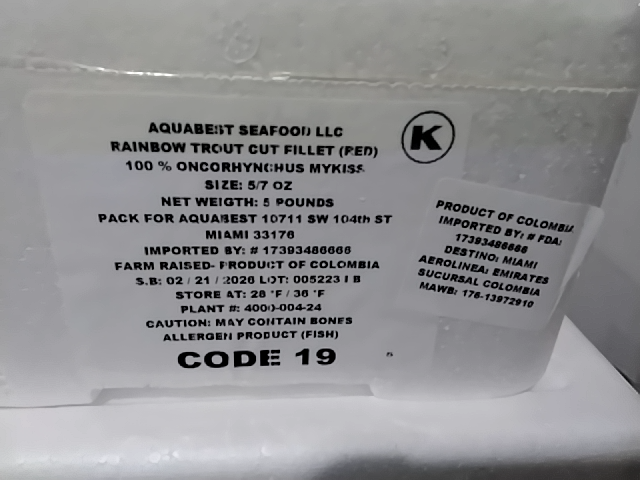 AQUABEST SEAFOOD LLC
RAINBOW TROUT CUT FILLET (RED)
100 % ONCORHYNCHUS MYKISS
SIZE: 5/7 OZ
NET WEIGTH: 5 POUNDS
PACK FOR AQUABEST 10711 SW 104th ST
MIAMI 33176
IMPORTED BY: # 17393486666
FARM RAISED- PRODUCT OF COLOMBIA
S.B: 02 / 21 / 2026 LOT: 005223 I B
STORE AT: 28 °F / 36 °F
PLANT #: 4000-004-24
CAUTION: MAY CONTAIN BONES
ALLERGEN PRODUCT (FISH)
CODE 19
K
PRODUCT OF COLOMBIA
IMPORTED BY: # FDA:
17393486666
DESTINO: MIAMI
AEROLINEA: EMIRATES
SUCURSAL COLOMBIA
MAWB: 176-13972910